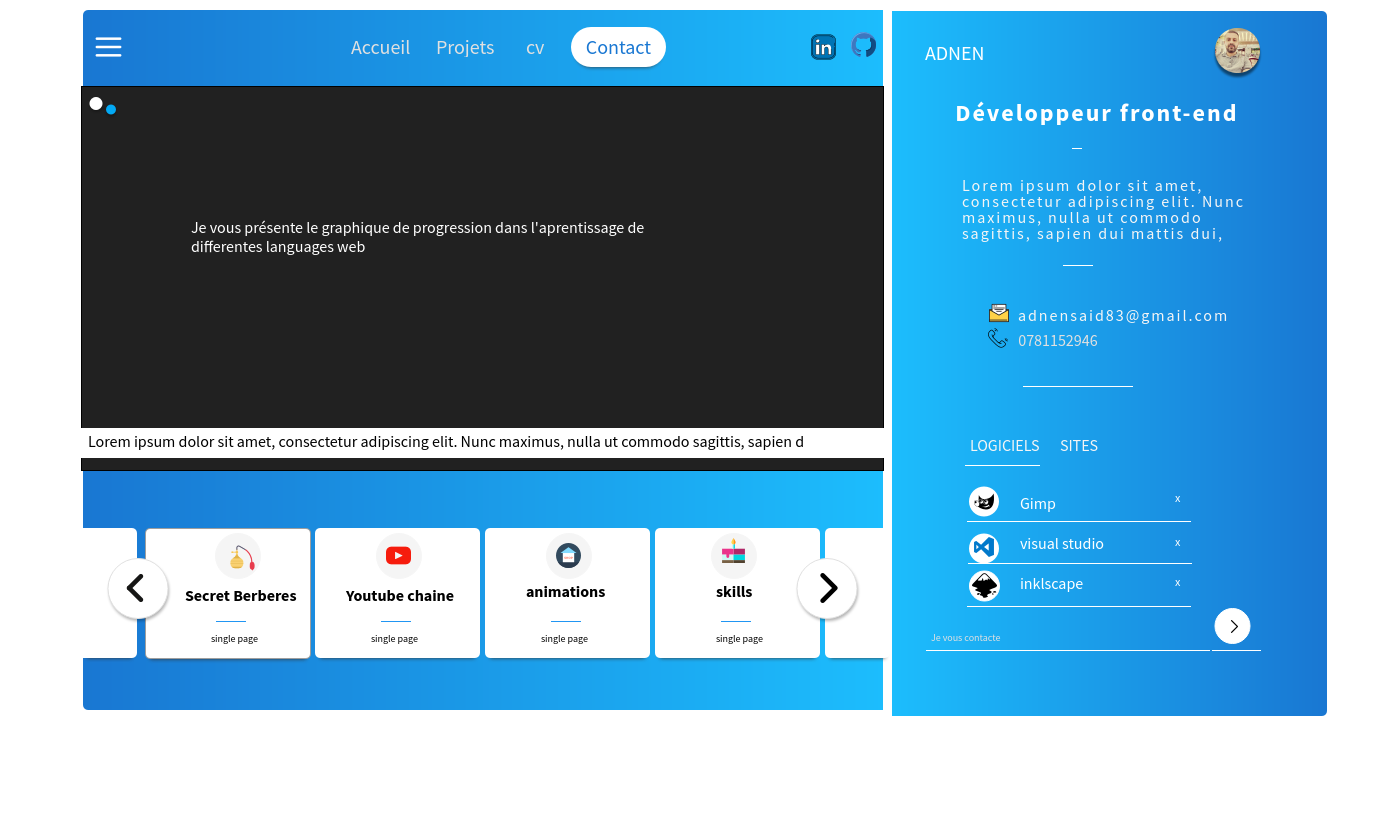 Accueil Projets cv Contact
in
Je vous présente le graphique de progression dans l'aprentissage de
differentes languages web
Lorem ipsum dolor sit amet, consectetur adipiscing elit. Nunc maximus, nulla ut commodo sagittis, sapien d
Secret Berberes
single page
Youtube chaine
single page
animations
single page
skills
single page
ADNEN
Développeur front-end
Lorem ipsum dolor sit amet,
consectetur adipiscing elit. Nunc
maximus, nulla ut commodo
sagittis, sapien dui mattis dui,
adnensaid83@gmail.com
0781152946
LOGICIELS SITES
Gimp x
visual studio x
inklscape x
Je vous contacte